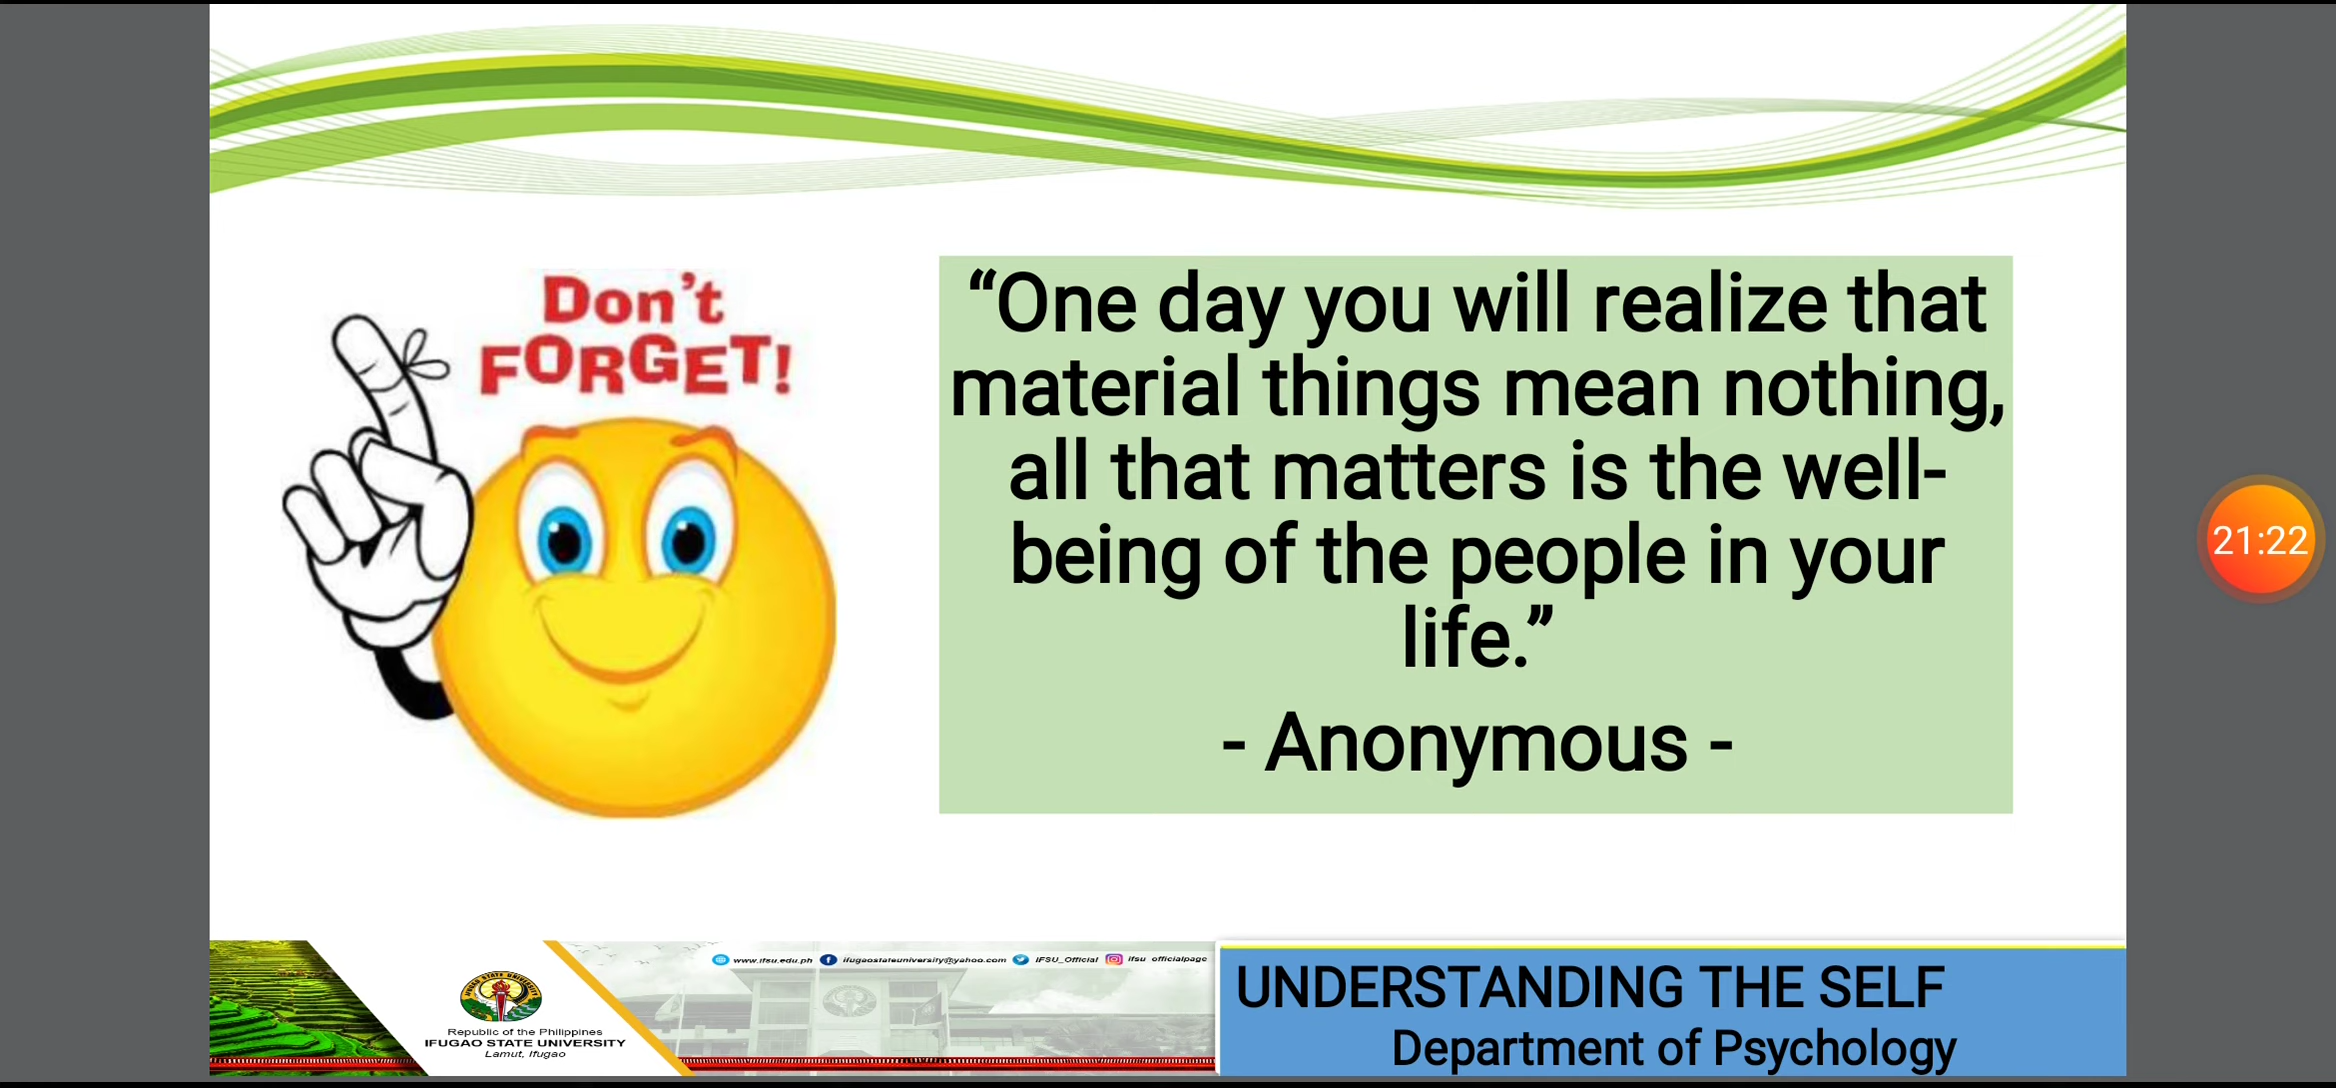 Don't
FORGET!
“One day you will realize that
material things mean nothing,
all that matters is the well-
being of the people in your
life.”
- Anonymous -
21:22
www.ifsu.edu.ph ifugaostateuniversity@yahoo.com IFSU_Official ifsu officialpage
Republic of the Philippines
IFUGAO STATE UNIVERSITY
Lamut, Ifugao
UNDERSTANDING THE SELF
Department of Psychology